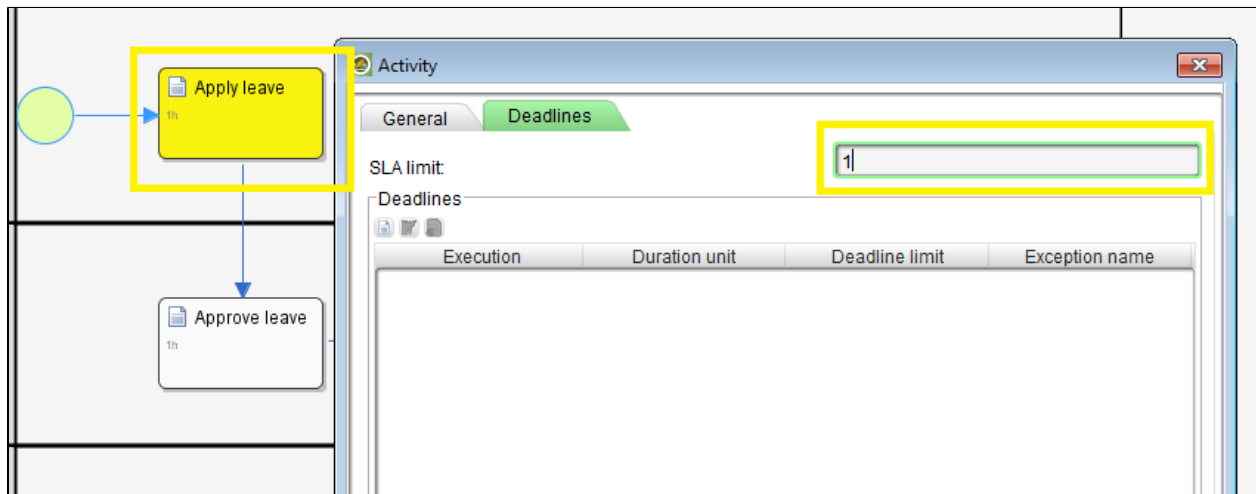 Activity
Apply leave
1h
General Deadlines
SLA limit:
1
Deadlines
Execution Duration unit Deadline limit Exception name
Approve leave
1h